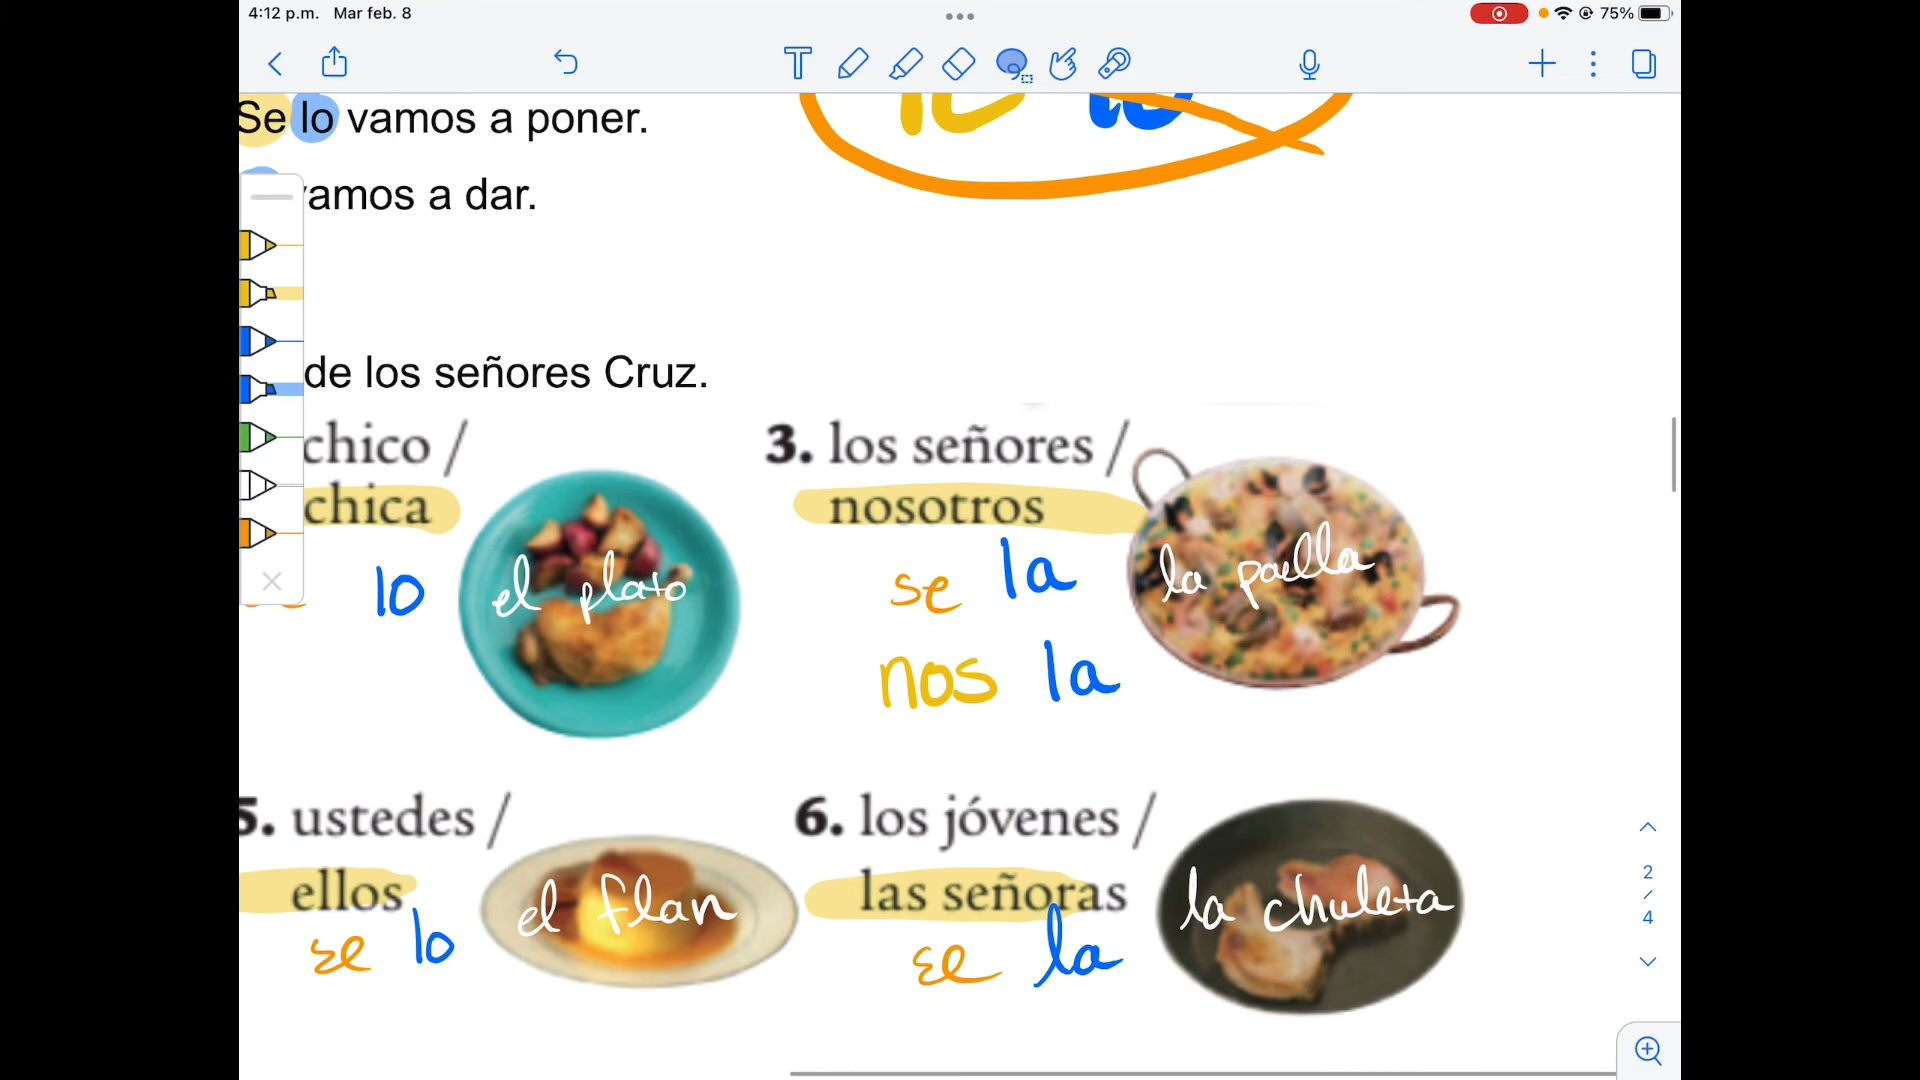 4:12 p.m. Mar feb. 8
75%
Se lo vamos a poner.
vamos a dar.
de los señores Cruz.
chico /
chica
lo
el plato
3. los señores /
nosotros
se la
nos la
la paella
5. ustedes /
ellos
se lo
el flan
6. los jóvenes /
las señoras
se la
la chuleta
2
/
4